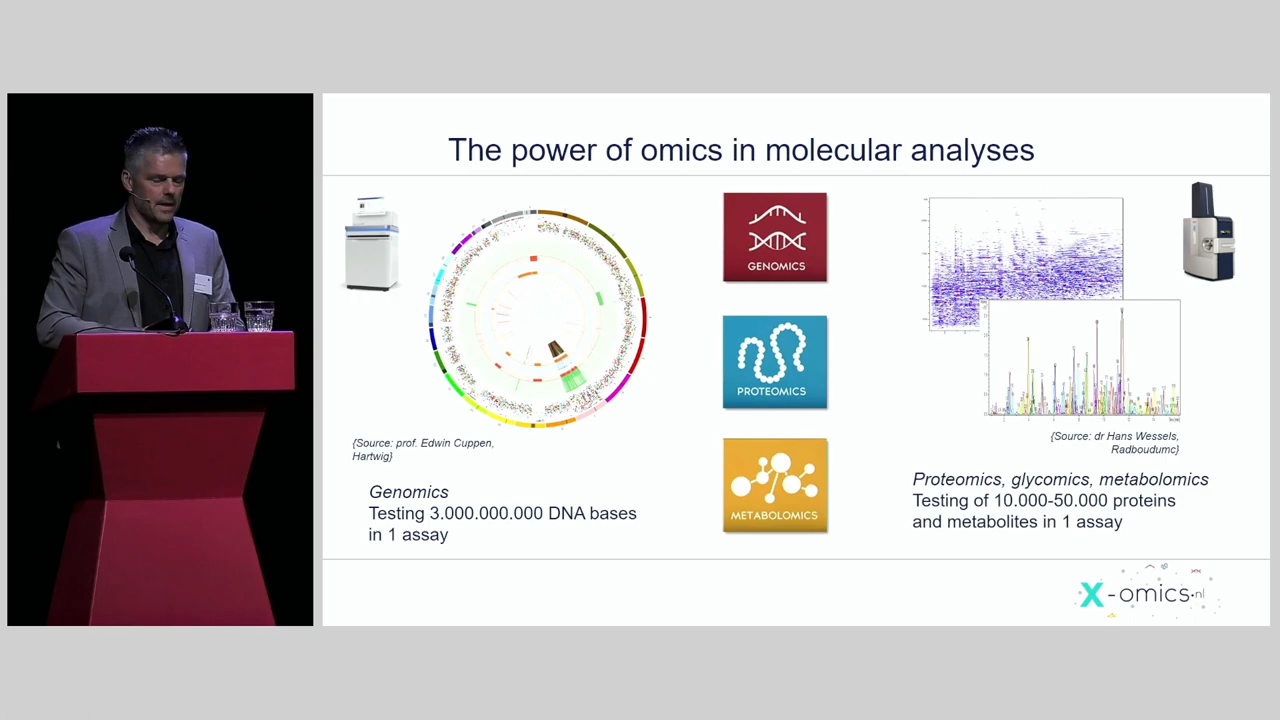 The power of omics in molecular analyses
GENOMICS
PROTEOMICS
METABOLOMICS
{Source: prof. Edwin Cuppen,
Hartwig}
Genomics
Testing 3.000.000.000 DNA bases
in 1 assay
{Source: dr Hans Wessels,
Radboudumc}
Proteomics, glycomics, metabolomics
Testing of 10.000-50.000 proteins
and metabolites in 1 assay
X-omics.nl